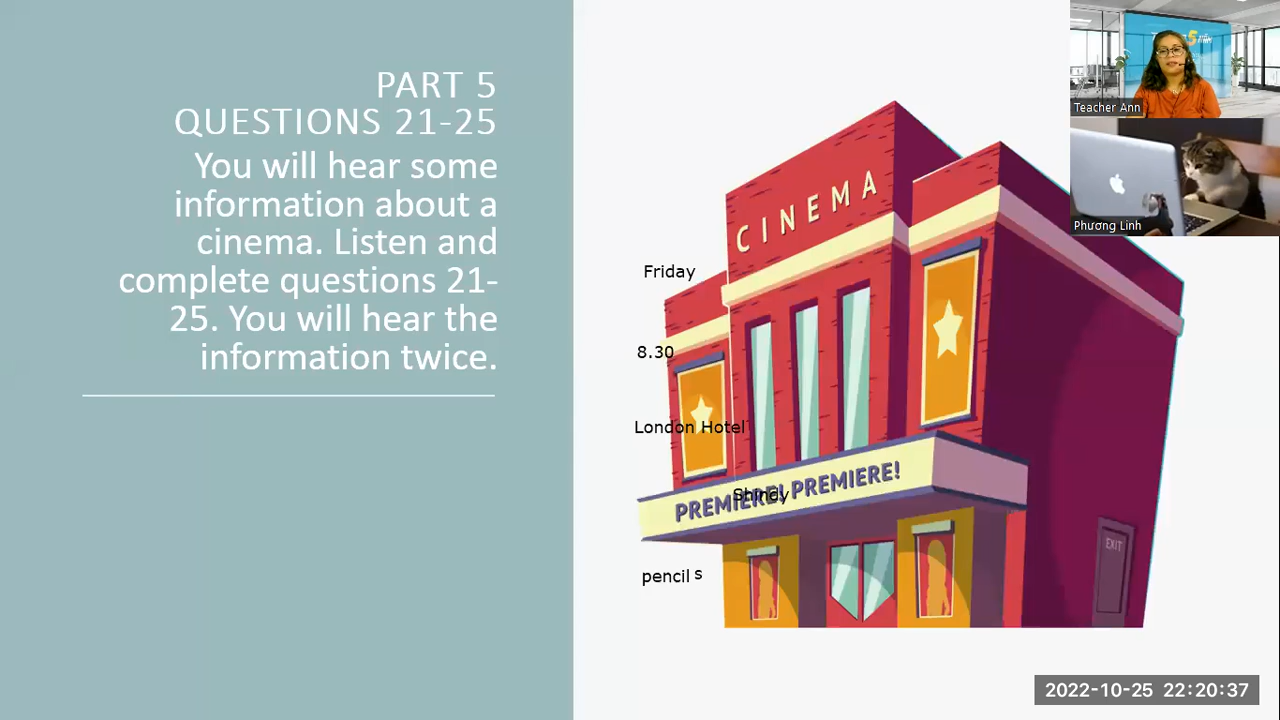 PART 5
QUESTIONS 21-25
You will hear some
information about a
cinema. Listen and
complete questions 21-
25. You will hear the
information twice.
CINEMA
Friday
8.30
London Hotel
PREMIERE! PREMIERE!
Shindy
pencil s
EXIT
Teacher Ann
Phương Linh
2022-10-25 22:20:37